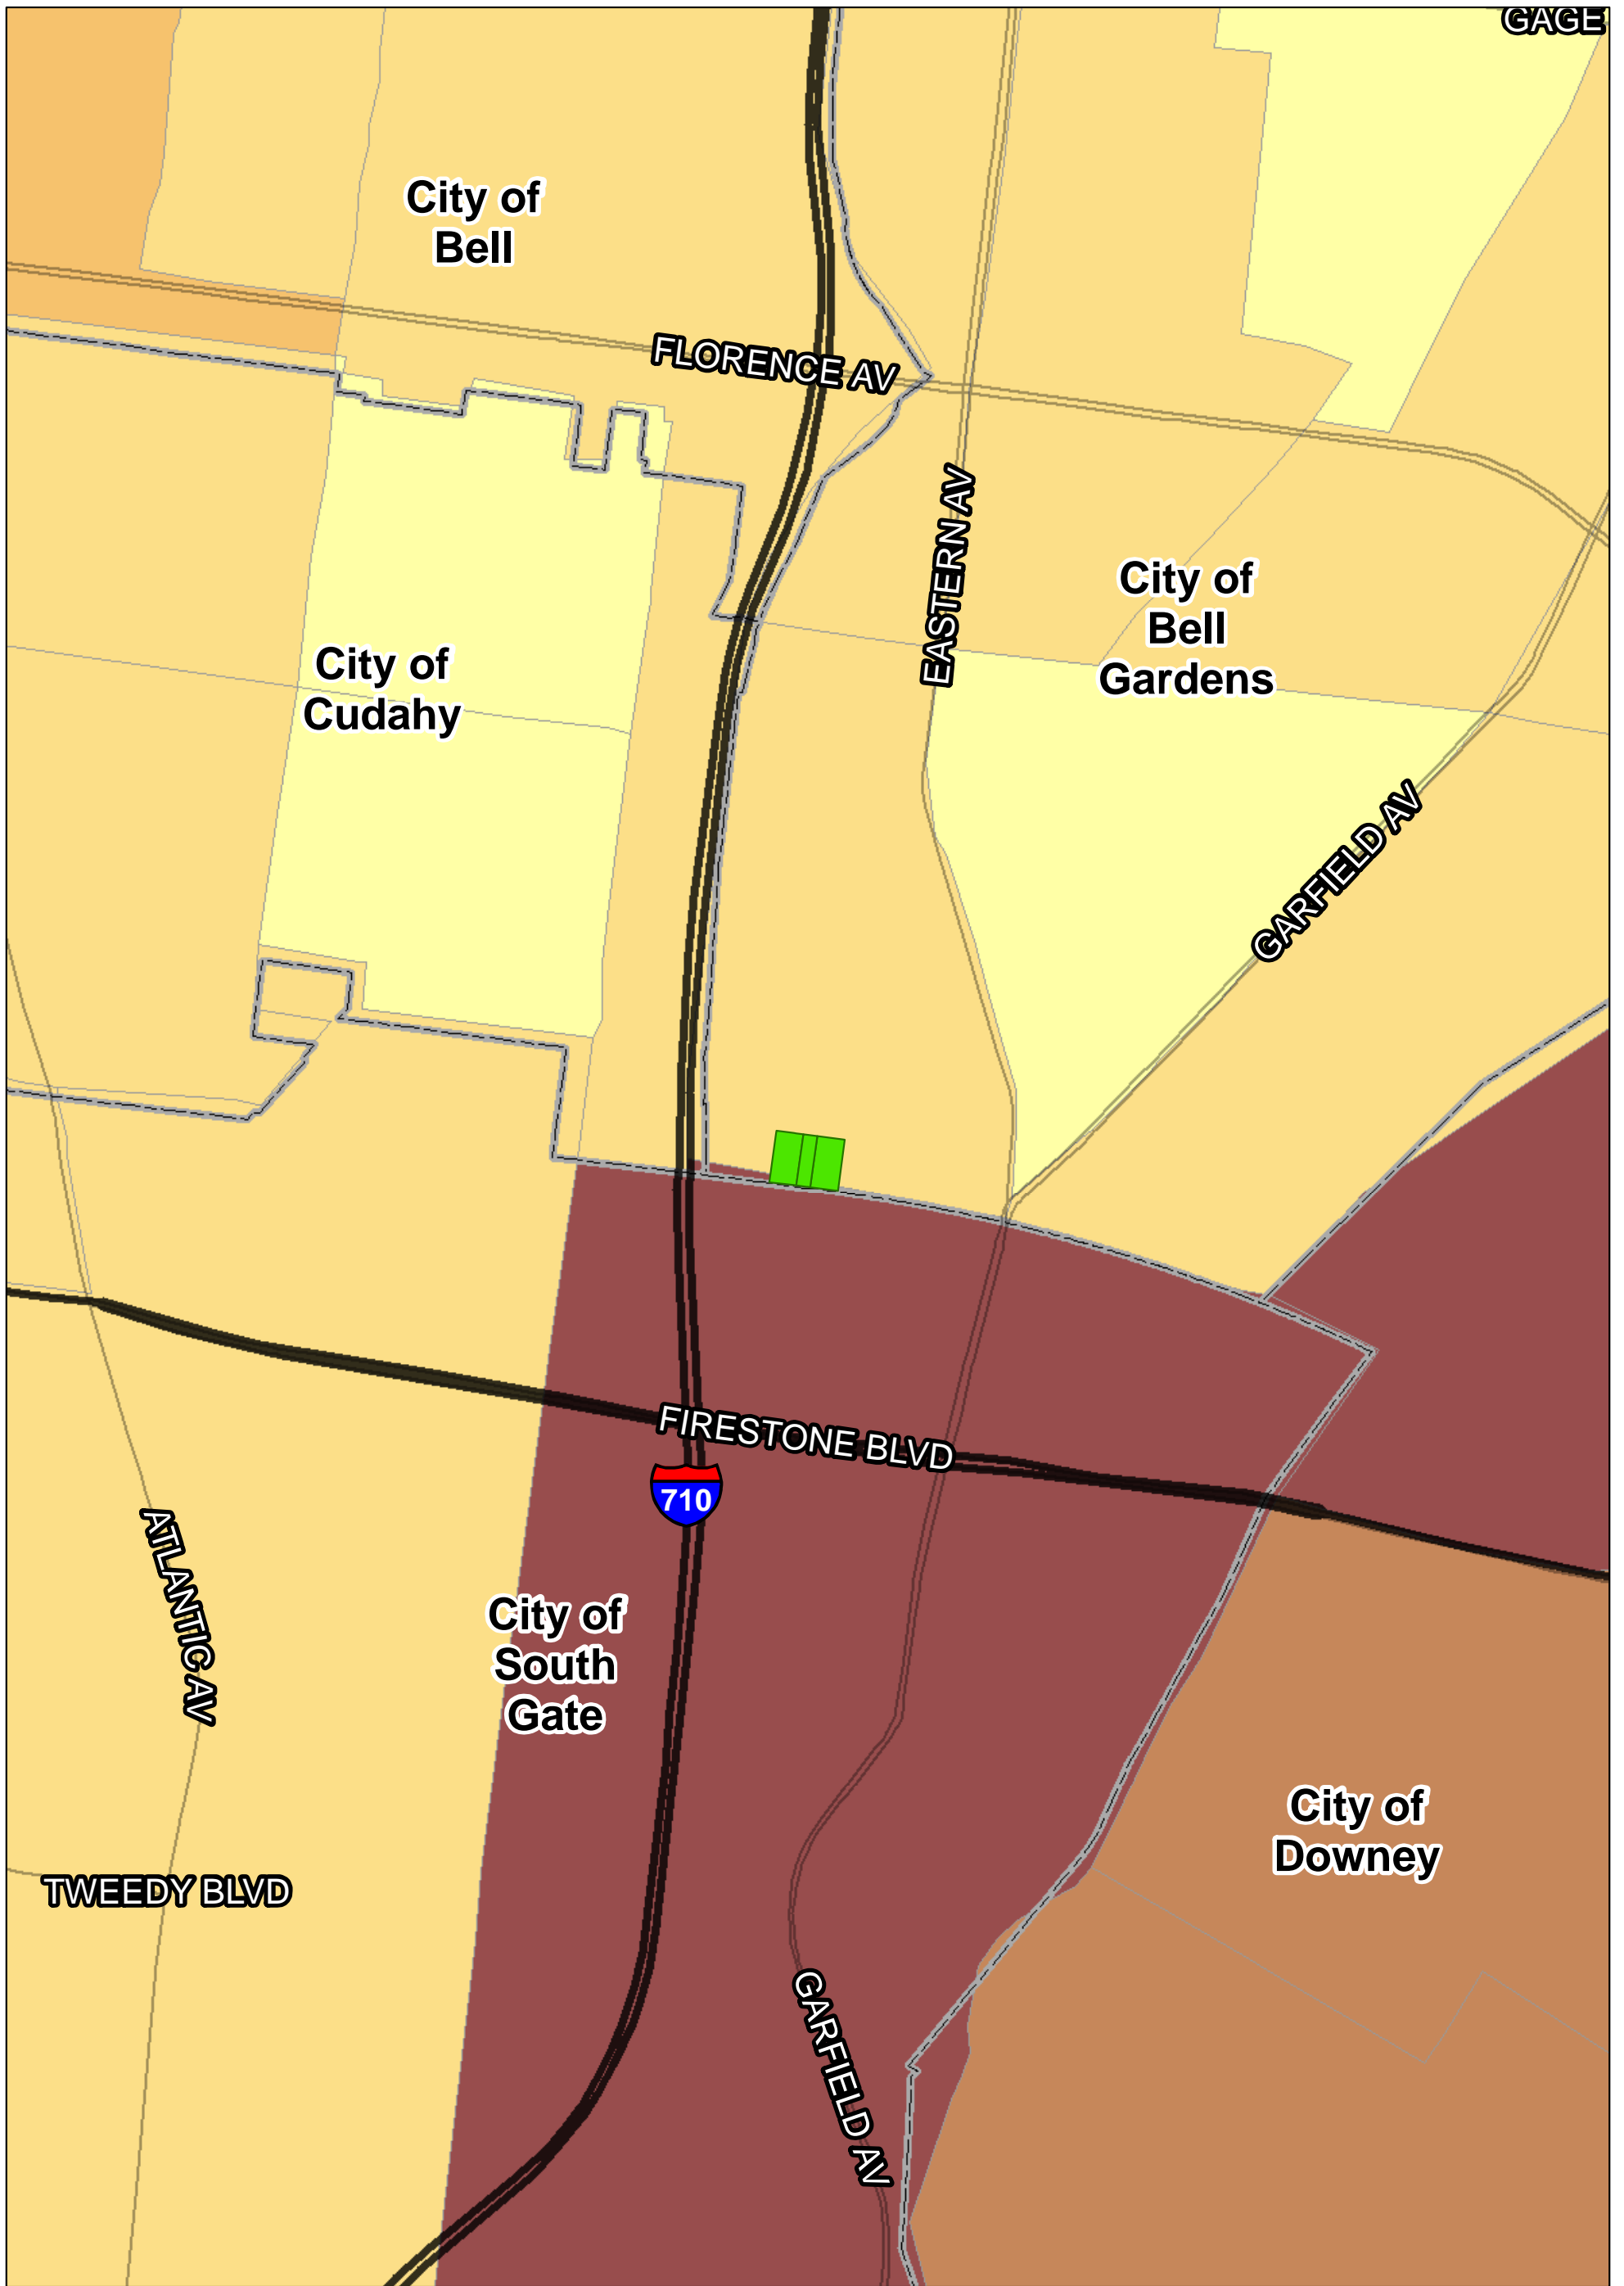 GAGE
City of
Bell
FLORENCE AV
EASTERN AV
City of
Bell
Gardens
City of
Cudahy
GARFIELD AV
FIRESTONE BLVD
710
ATLANTIC AV
City of
South
Gate
City of
Downey
TWEEDY BLVD
GARFIELD AV